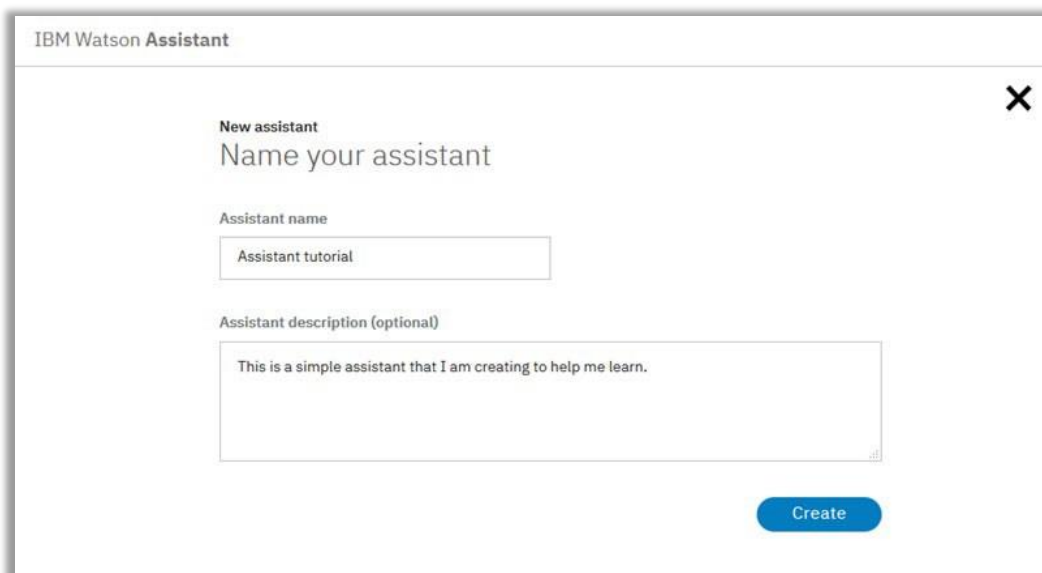 IBM Watson Assistant
New assistant
Name your assistant
Assistant name
Assistant tutorial
Assistant description (optional)
This is a simple assistant that I am creating to help me learn.
Create